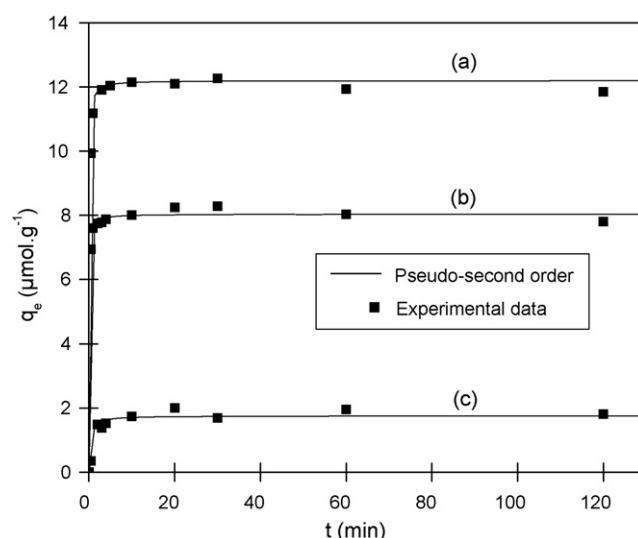 14
12
10
8
6
4
2
0
qe (µmol.g-1)
(a)
(b)
(c)
Pseudo-second order
Experimental data
0 20 40 60 80 100 120
t (min)